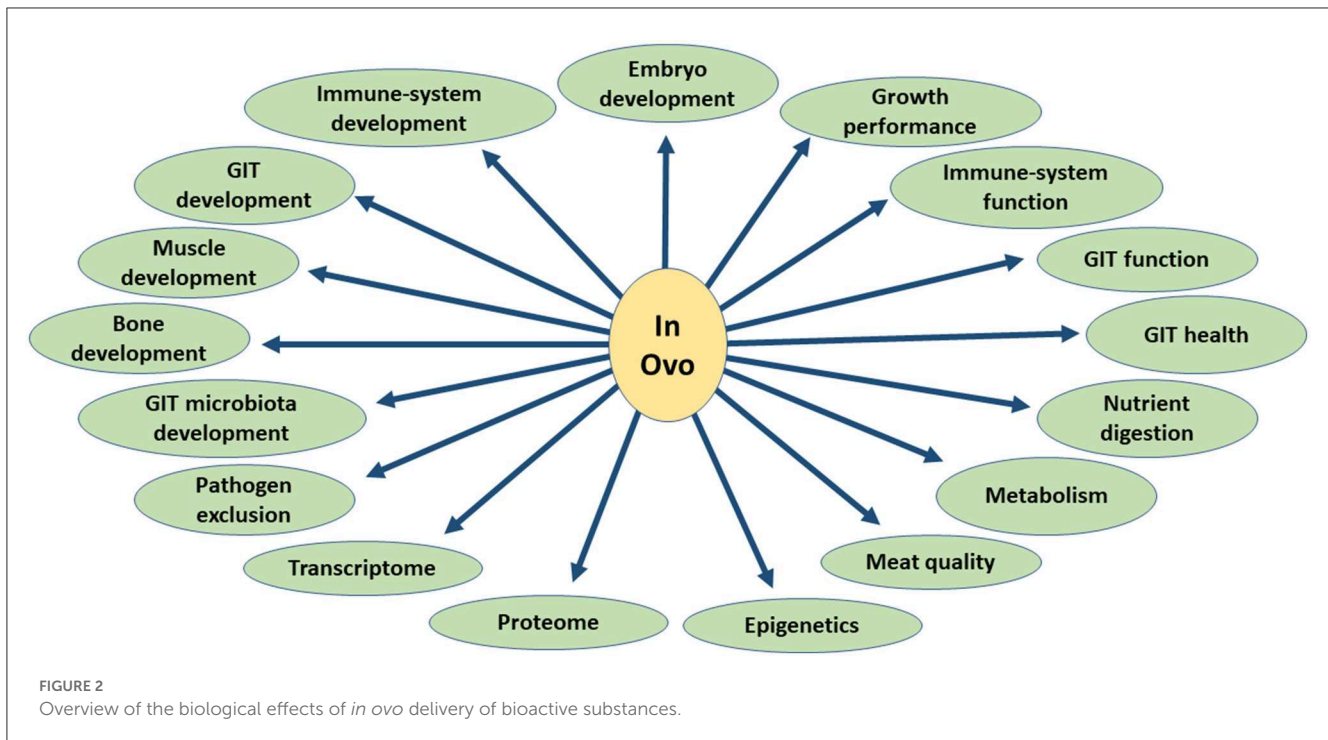 Embryo
development
Growth
performance
Immune-system
function
GIT function
GIT health
Nutrient
digestion
Metabolism
Meat quality
Epigenetics
Proteome
Transcriptome
Pathogen
exclusion
GIT microbiota
development
Bone
development
Muscle
development
GIT
development
Immune-system
development
In
Ovo
FIGURE 2
Overview of the biological effects of in ovo delivery of bioactive substances.